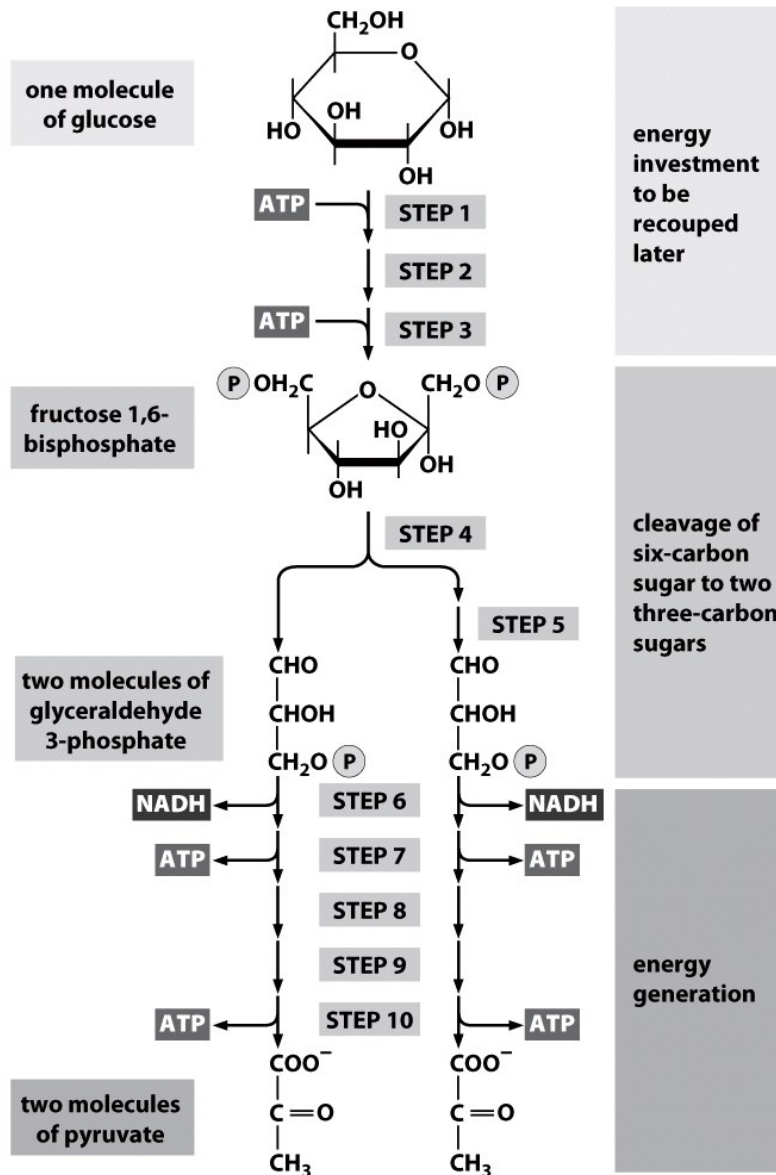 CH₂OH
O
one molecule
of glucose
OH
HO
OH
OH
energy
investment
to be
recouped
later
ATP
STEP 1
STEP 2
ATP
STEP 3
P OH₂C
O
CH₂O P
fructose 1,6-
bisphosphate
HO
OH
OH
STEP 4
cleavage of
six-carbon
sugar to two
three-carbon
sugars
STEP 5
two molecules of
glyceraldehyde
3-phosphate
CHO
CHOH
CH₂O P
CHO
CHOH
CH₂O P
NADH
STEP 6
NADH
ATP
STEP 7
ATP
STEP 8
STEP 9
energy
generation
ATP
STEP 10
ATP
two molecules
of pyruvate
COO⁻
C=O
CH₃
COO⁻
C=O
CH₃